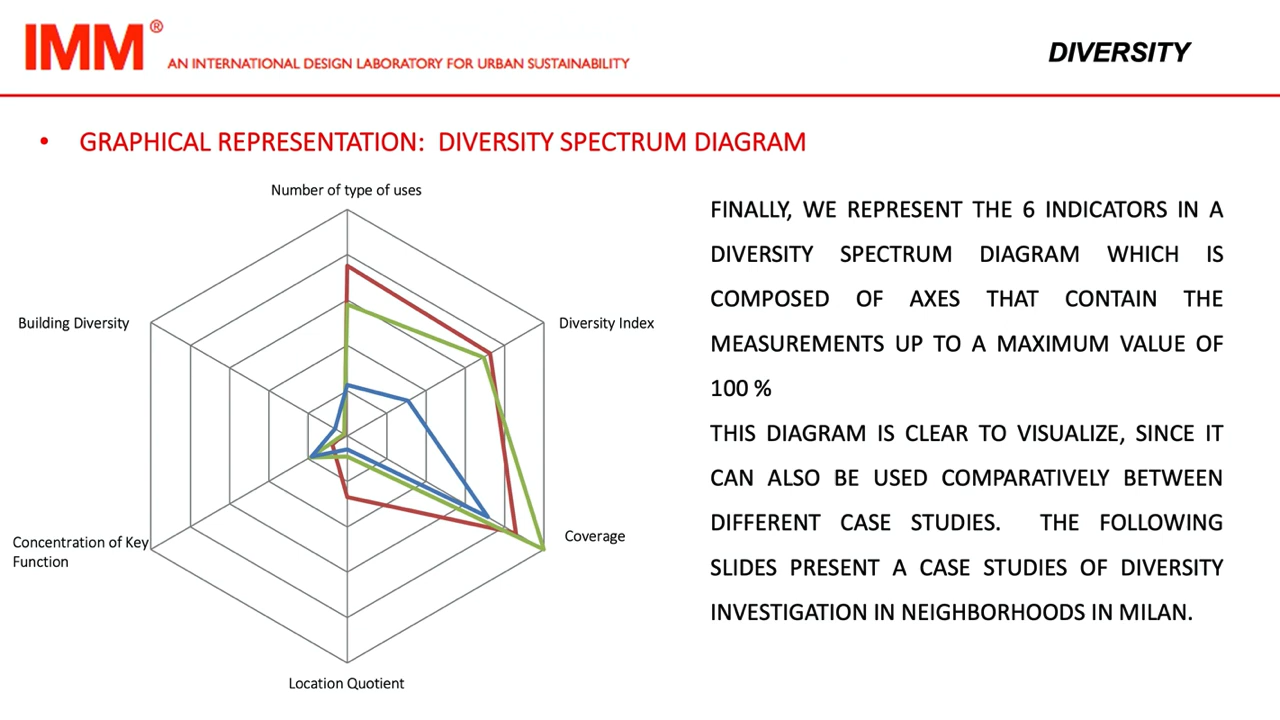 IMM®
AN INTERNATIONAL DESIGN LABORATORY FOR URBAN SUSTAINABILITY
DIVERSITY
• GRAPHICAL REPRESENTATION: DIVERSITY SPECTRUM DIAGRAM
Number of type of uses
Diversity Index
Coverage
Location Quotient
Concentration of Key
Function
Building Diversity
FINALLY, WE REPRESENT THE 6 INDICATORS IN A
DIVERSITY SPECTRUM DIAGRAM WHICH IS
COMPOSED OF AXES THAT CONTAIN THE
MEASUREMENTS UP TO A MAXIMUM VALUE OF
100 %
THIS DIAGRAM IS CLEAR TO VISUALIZE, SINCE IT
CAN ALSO BE USED COMPARATIVELY BETWEEN
DIFFERENT CASE STUDIES. THE FOLLOWING
SLIDES PRESENT A CASE STUDIES OF DIVERSITY
INVESTIGATION IN NEIGHBORHOODS IN MILAN.